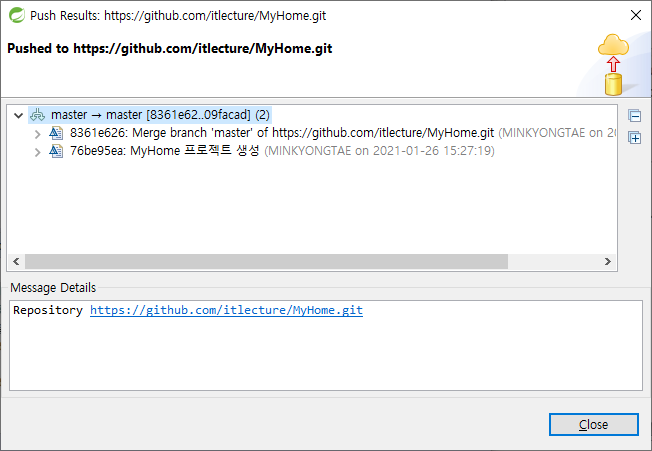 Push Results: https://github.com/itlecture/MyHome.git
Pushed to https://github.com/itlecture/MyHome.git
master → master [8361e62..09facad] (2)
8361e626: Merge branch 'master' of https://github.com/itlecture/MyHome.git (MINKYONGTAE on 20
76be95ea: MyHome 프로젝트 생성 (MINKYONGTAE on 2021-01-26 15:27:19)
Message Details
Repository https://github.com/itlecture/MyHome.git
Close